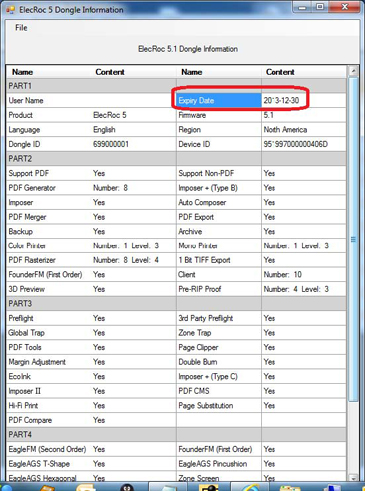 ElecRoc 5 Dongle Information
File
ElecRoc 5.1 Dongle Information
Name Content Name Content
PART1
User Name Expiry Date 2013-12-30
Product ElecRoc 5 Firmware 5.1
Language English Region North America
Dongle ID 699000001 Device ID
PART2
Support PDF Yes Support Non-PDF Yes
PDF Generator Number: 8 Imposer + (Type B) Yes
Imposer Yes Auto Composer Yes
PDF Merger Yes PDF Export Yes
Backup Yes Archive Yes
Color Printer Number: 1 Level: 3 Mono Printer Number: 1 Level: 3
PDF Rasterizer Number: 8 Level: 4 1 Bit TIFF Export Yes
FounderFM (First Order) Yes Client Number: 10
3D Preview Yes Pre-RIP Proof Number: 4 Level: 3
PART3
Preflight Yes 3rd Party Preflight Yes
Global Trap Yes Zone Trap Yes
PDF Tools Yes Page Clipper Yes
Margin Adjustment Yes Double Burn Yes
EcoInk Yes Imposer + (Type C) Yes
Imposer II Yes PDF CMS Yes
Hi-Fi Print Yes Page Substitution Yes
PDF Compare Yes
PART4
EagleFM (Second Order) Yes FounderFM (First Order) Yes
EagleAGS T-Shape Yes EagleAGS Pincushion Yes
EagleAGS Hexagonal Yes Zone Screen Yes